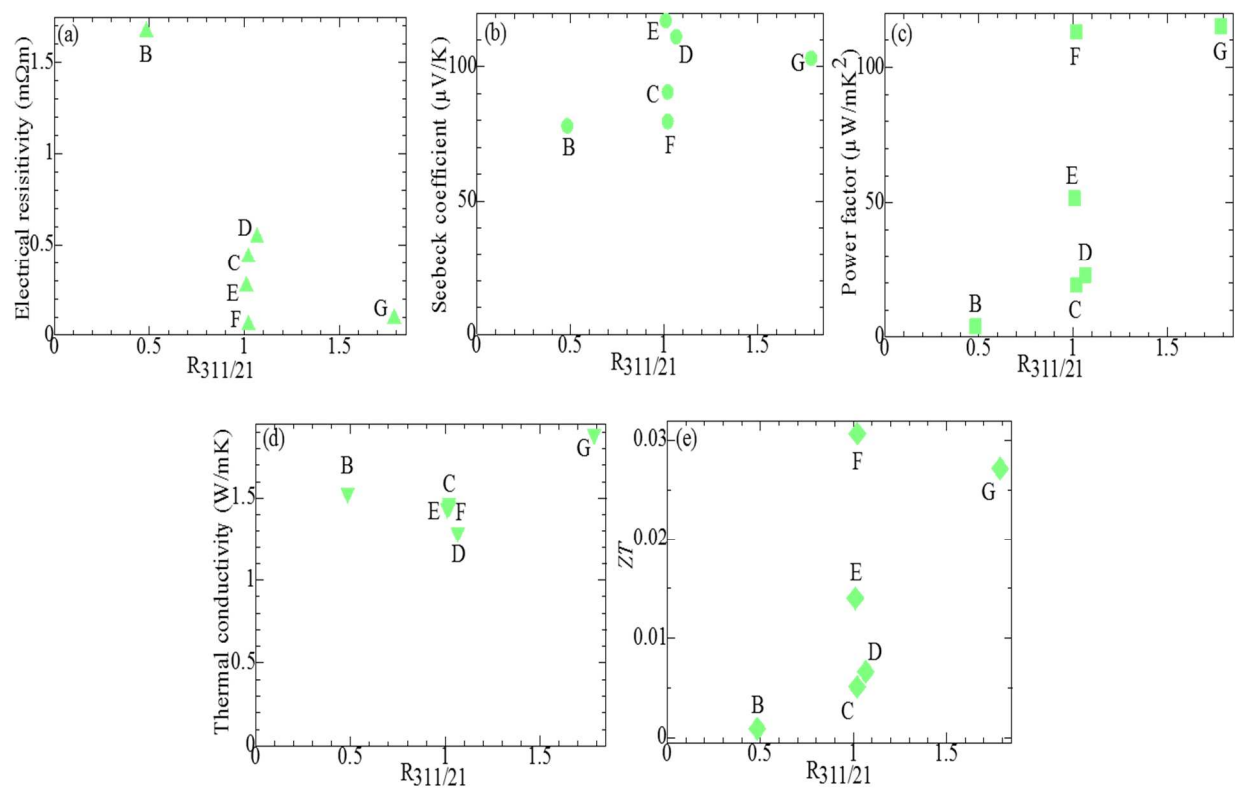 (a)
B
D
C
E
F
G
0
0.5
1
1.5
0
0.5
1
1.5
Electrical resisitivity (mΩm)
R311/21
(b)
E
D
C
F
B
G
0
50
100
0
0.5
1
1.5
Seebeck coefficient (μV/K)
R311/21
(c)
F
G
E
D
C
B
0
50
100
0
0.5
1
1.5
Power factor (μ W/mK2)
R311/21
(d)
G
B
C
E
F
D
0
0.5
1
1.5
0
0.5
1
1.5
Thermal conductivity (W/mK)
R311/21
(e)
F
G
E
D
C
B
0
0.01
0.02
0.03
0
0.5
1
1.5
ZT
R311/21